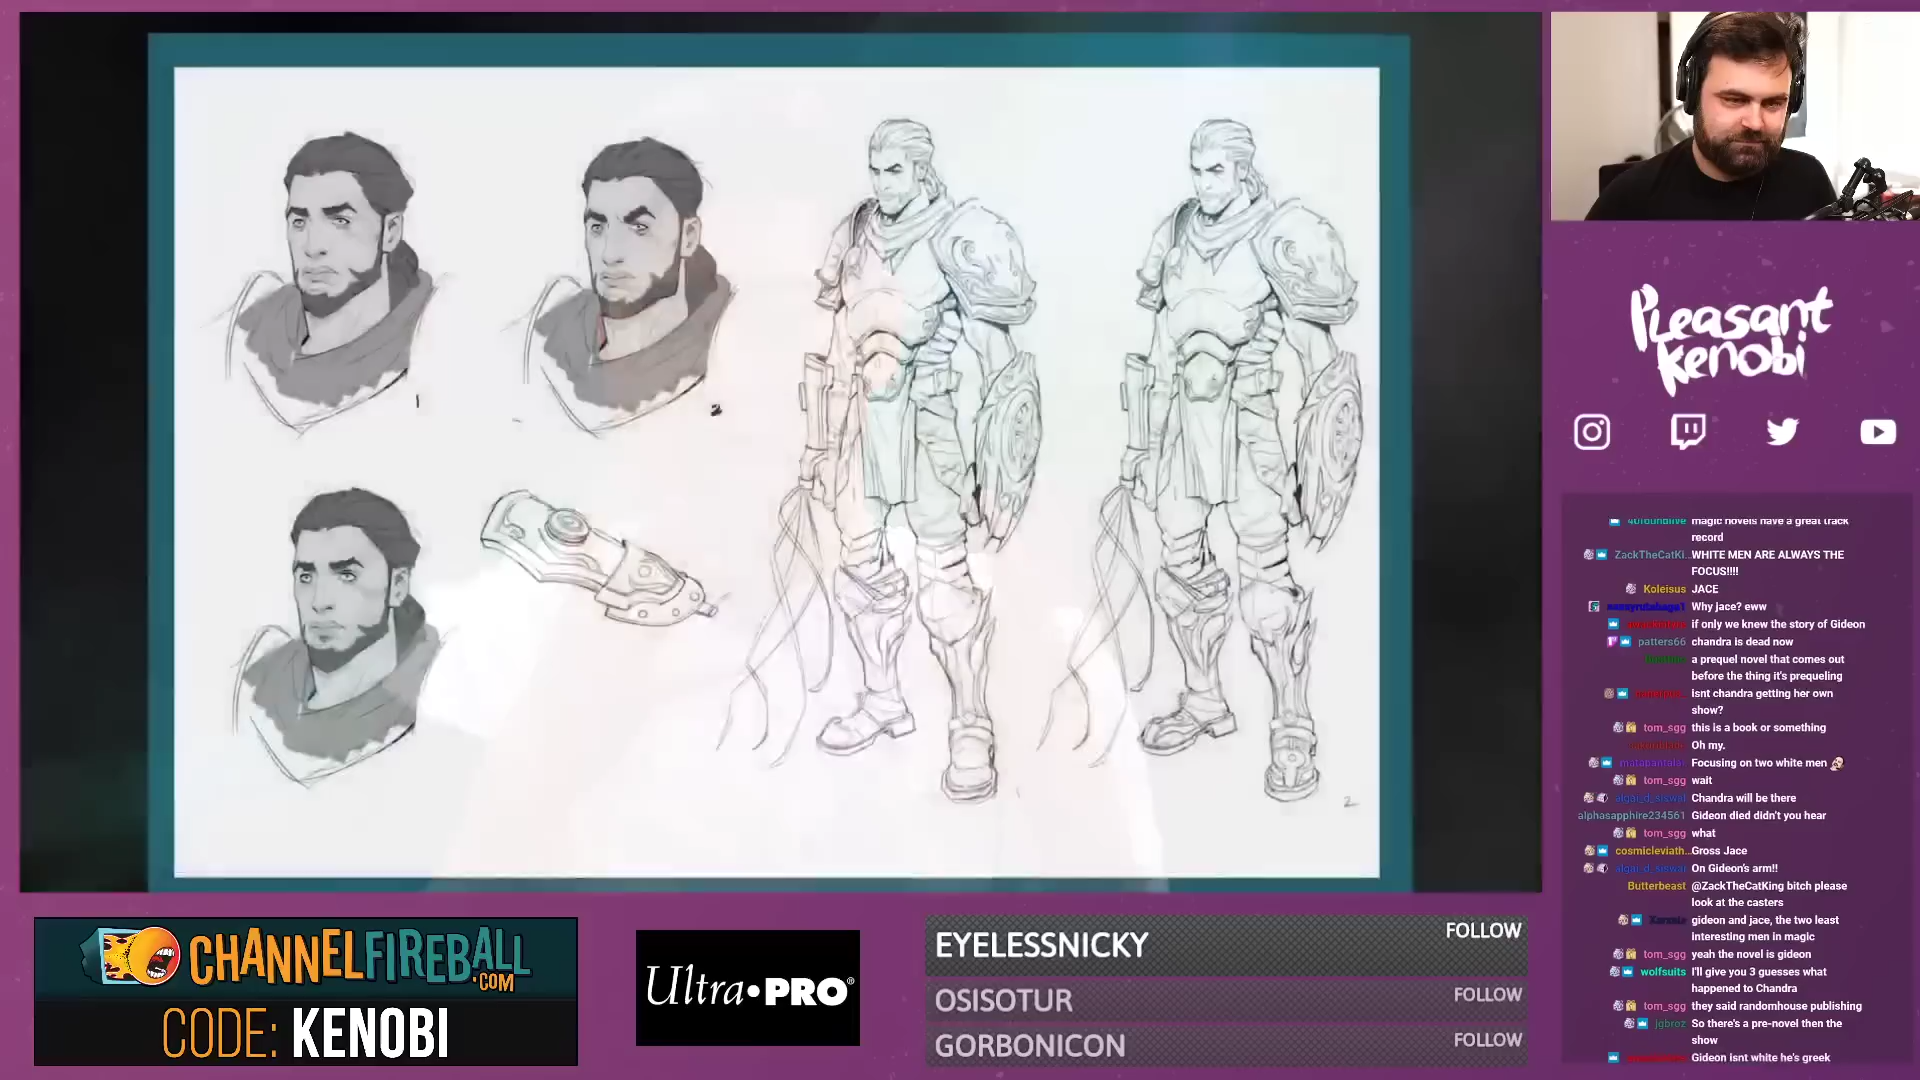 1
2
2
Pleasant
Kenobi
magic novels have a great track
record
ZackTheCatKi.. WHITE MEN ARE ALWAYS THE
FOCUS!!!!
Koleisus JACE
Why jace? eww
if only we knew the story of Gideon
patters66 chandra is dead now
a prequel novel that comes out
before the thing it's prequeling
isnt chandra getting her own
show?
tom_sgg this is a book or something
Oh my.
Focusing on two white men
tom_sgg wait
algai_d_siswai Chandra will be there
alphasapphire234561 Gideon died didn't you hear
tom_sgg what
cosmicleviath.. Gross Jace
algai_d_siswai On Gideon's arm!!
Butterbeast @ZackTheCatKing bitch please
look at the casters
gideon and jace, the two least
interesting men in magic
tom_sgg yeah the novel is gideon
wolfsuits I'll give you 3 guesses what
happened to Chandra
tom_sgg they said randomhouse publishing
jgbroz So there's a pre-novel then the
show
Gideon isnt white he's greek
CHANNELFIREBALL
.COM
CODE: KENOBI
Ultra•PRO®
EYELESSNICKY FOLLOW
OSISOTUR FOLLOW
GORBONICON FOLLOW